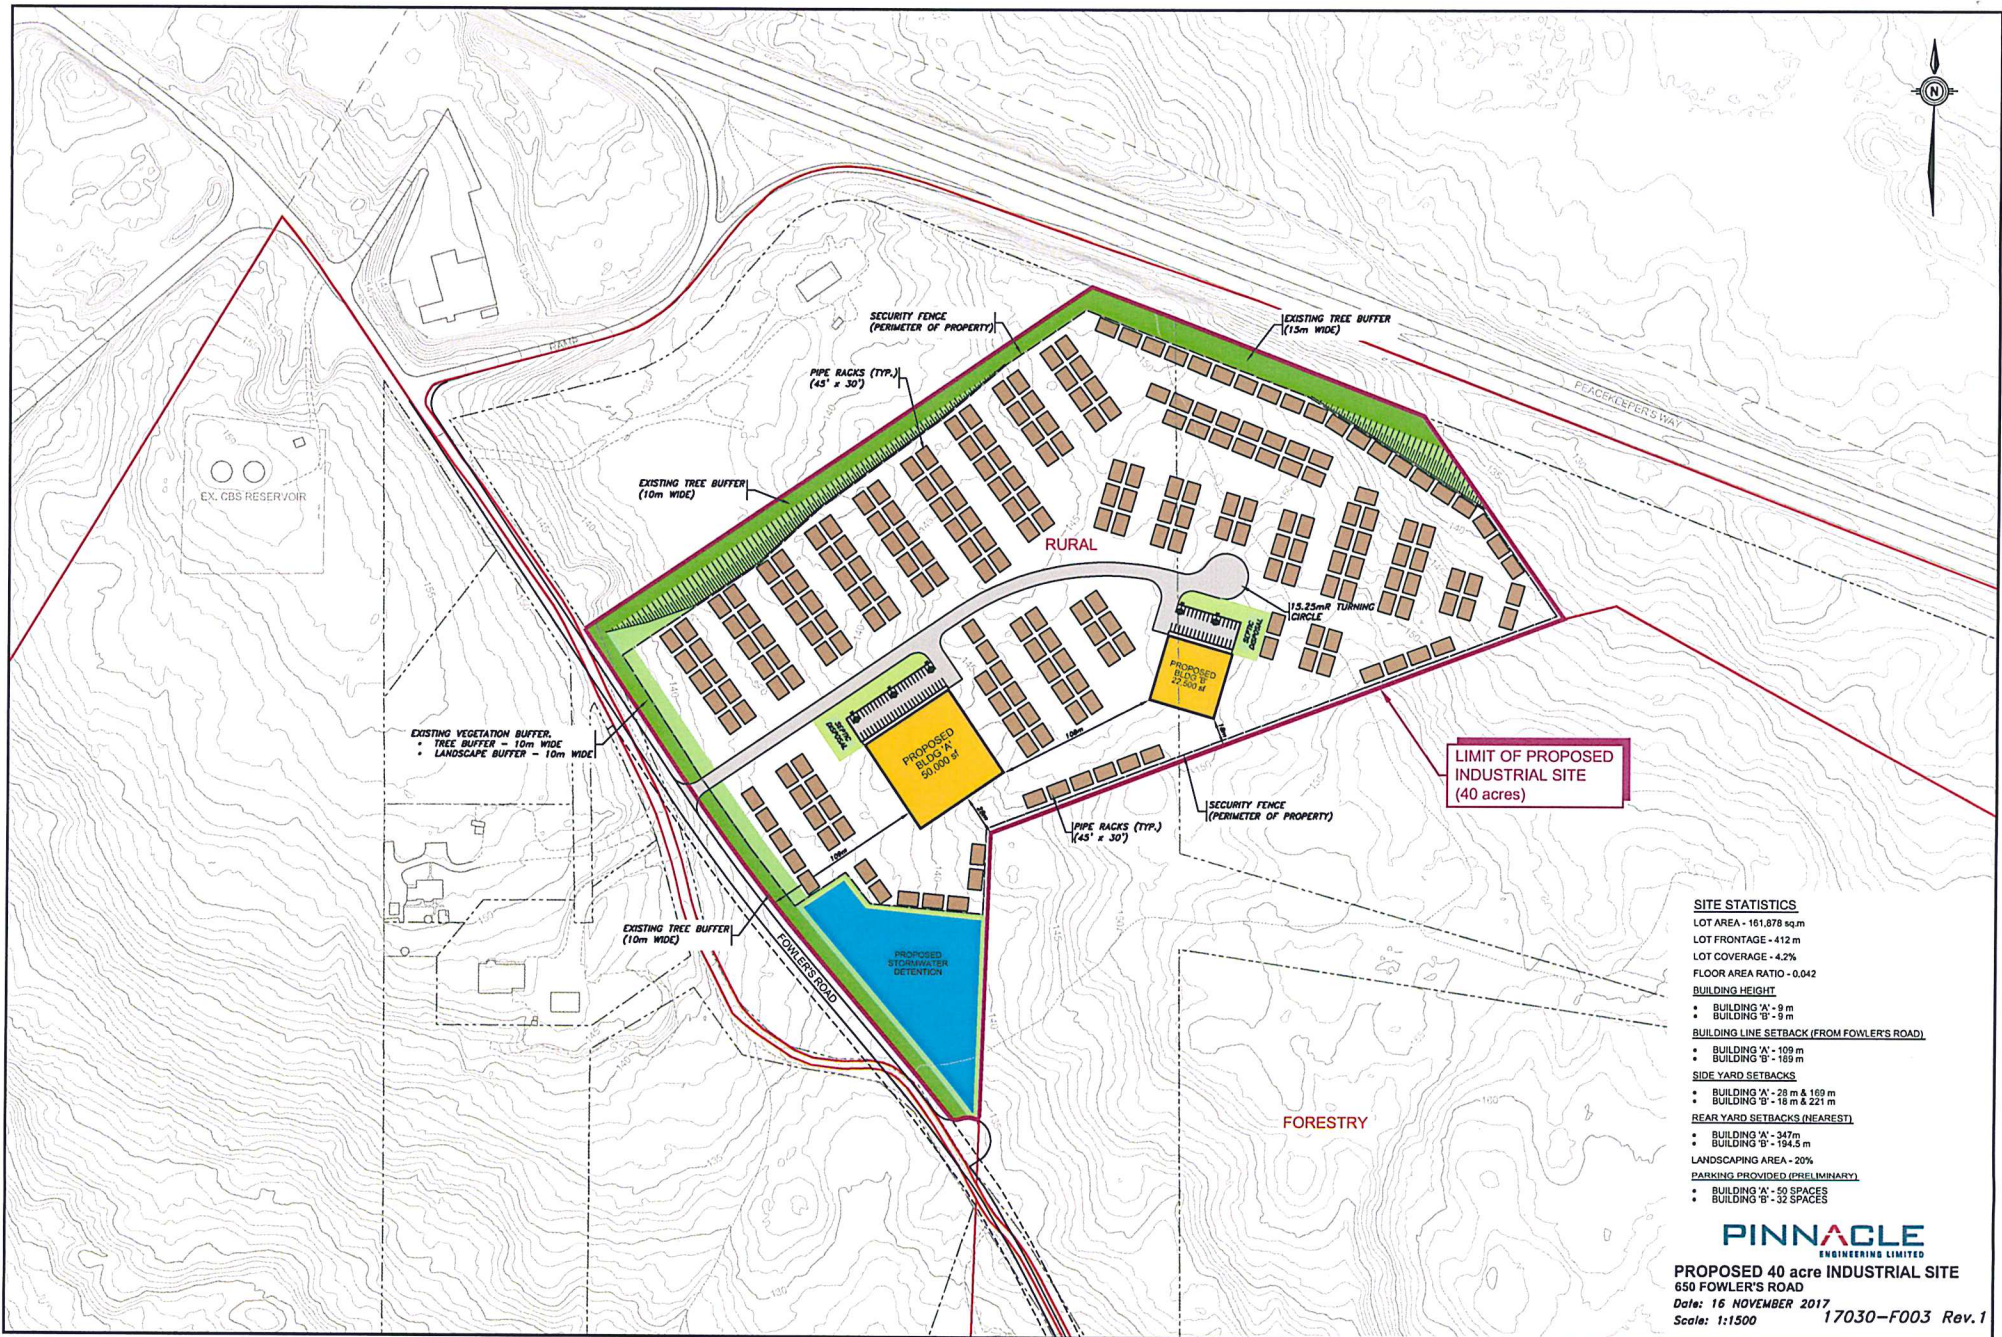 N
RAMP
PEACEKEEPER'S WAY
EX. CBS RESERVOIR
SECURITY FENCE
(PERIMETER OF PROPERTY)
EXISTING TREE BUFFER
(15m WIDE)
PIPE RACKS (TYP.)
(45' x 30')
EXISTING TREE BUFFER
(10m WIDE)
RURAL
15.25mR TURNING
CIRCLE
SEPTIC
DISPOSAL
PROPOSED
BLDG 'B'
22,500 sf
SEPTIC
DISPOSAL
PROPOSED
BLDG 'A'
50,000 sf
EXISTING VEGETATION BUFFER.
• TREE BUFFER - 10m WIDE
• LANDSCAPE BUFFER - 10m WIDE
LIMIT OF PROPOSED
INDUSTRIAL SITE
(40 acres)
SECURITY FENCE
(PERIMETER OF PROPERTY)
PIPE RACKS (TYP.)
(45' x 30')
EXISTING TREE BUFFER
(10m WIDE)
FOWLER'S ROAD
PROPOSED
STORMWATER
DETENTION
FORESTRY
SITE STATISTICS
LOT AREA - 161,878 sq.m
LOT FRONTAGE - 412 m
LOT COVERAGE - 4.2%
FLOOR AREA RATIO - 0.042
BUILDING HEIGHT
• BUILDING 'A' - 9 m
• BUILDING 'B' - 9 m
BUILDING LINE SETBACK (FROM FOWLER'S ROAD)
• BUILDING 'A' - 109 m
• BUILDING 'B' - 189 m
SIDE YARD SETBACKS
• BUILDING 'A' - 28 m & 169 m
• BUILDING 'B' - 18 m & 221 m
REAR YARD SETBACKS (NEAREST)
• BUILDING 'A' - 347m
• BUILDING 'B' - 194.5 m
LANDSCAPING AREA - 20%
PARKING PROVIDED (PRELIMINARY)
• BUILDING 'A' - 50 SPACES
• BUILDING 'B' - 32 SPACES
PINNACLE
ENGINEERING LIMITED
PROPOSED 40 acre INDUSTRIAL SITE
650 FOWLER'S ROAD
Date: 16 NOVEMBER 2017
Scale: 1:1500
17030-F003 Rev.1